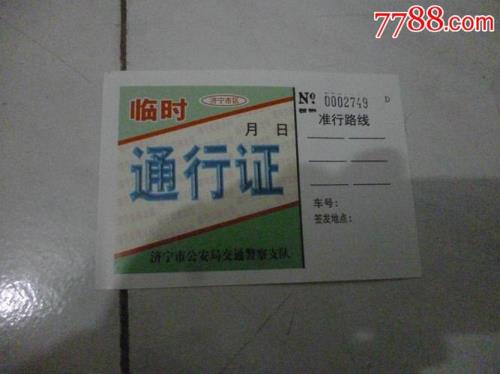 7788.com
临时
济宁市区
月 日
通行证
济宁市公安局交通警察支队
№ 0002749 D
准行路线
车号：
签发地点：